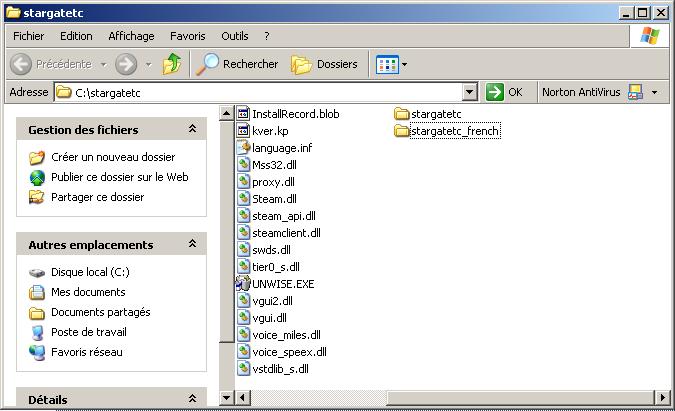 stargatetc
Fichier Edition Affichage Favoris Outils ?
Précédente Rechercher Dossiers
Adresse C:\stargatetc OK Norton AntiVirus
Gestion des fichiers
Créer un nouveau dossier
Publier ce dossier sur le Web
Partager ce dossier
Autres emplacements
Disque local (C:)
Mes documents
Documents partagés
Poste de travail
Favoris réseau
Détails
InstallRecord.blob
kver.kp
language.inf
Mss32.dll
proxy.dll
Steam.dll
steam_api.dll
steamclient.dll
swds.dll
tier0_s.dll
UNWISE.EXE
vgui2.dll
vgui.dll
voice_miles.dll
voice_speex.dll
vstdlib_s.dll
stargatetc
stargatetc_french